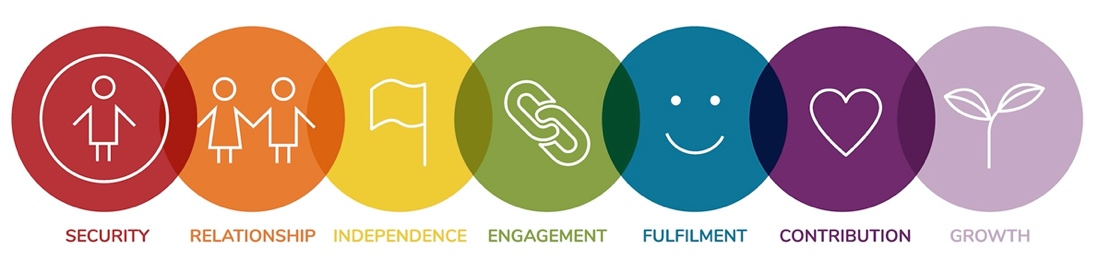 SECURITY RELATIONSHIP INDEPENDENCE ENGAGEMENT FULFILMENT CONTRIBUTION GROWTH